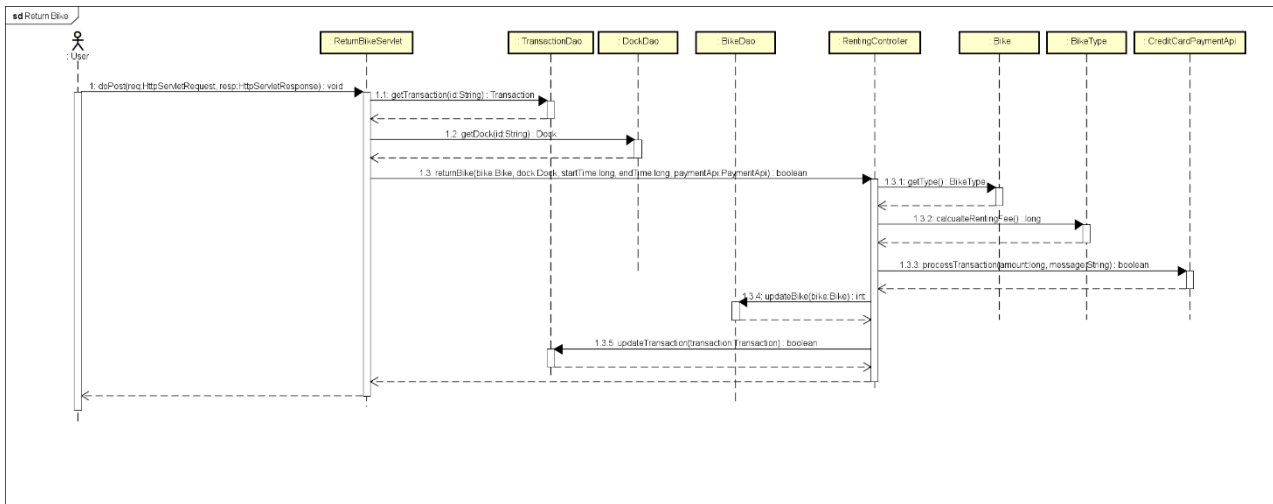 sd Return Bike
: User
: ReturnBikeServlet
: TransactionDao
: DockDao
: BikeDao
: RentingController
: Bike
: BikeType
: CreditCardPaymentApi
1: doPost(req:HttpServletRequest, resp:HttpServletResponse) : void
1.1: getTransaction(id:String) : Transaction
1.2: getDock(id:String) : Dock
1.3: returnBike(bike:Bike, dock:Dock, startTime:long, endTime:long, paymentApi:PaymentApi) : boolean
1.3.1: getType() : BikeType
1.3.2: calcualteRentingFee() : long
1.3.3: processTransaction(amount:long, message:String) : boolean
1.3.4: updateBike(bike:Bike) : int
1.3.5: updateTransaction(transaction:Transaction) : boolean